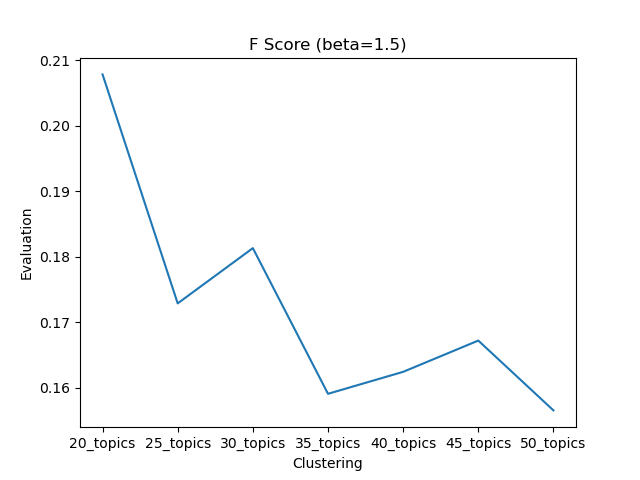 F Score (beta=1.5)
0.21
0.20
0.19
0.18
0.17
0.16
Evaluation
20_topics 25_topics 30_topics 35_topics 40_topics 45_topics 50_topics
Clustering